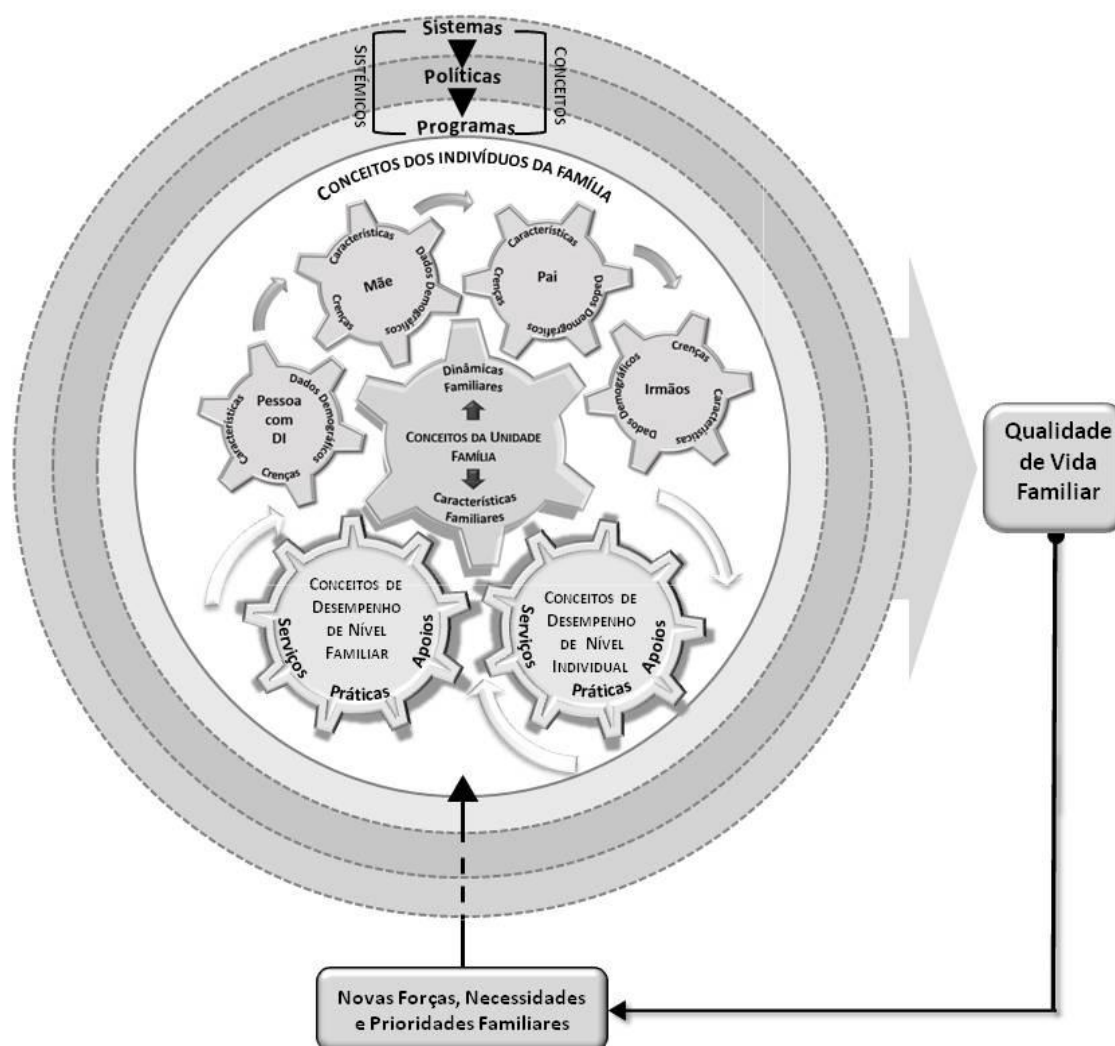 Sistemas
SISTÉMICOS
CONCEITOS
Políticas
Programas
CONCEITOS DOS INDIVÍDUOS DA FAMÍLIA
Características
Mãe
Dados Demográficos
Crenças
Características
Pai
Crenças
Dados Demográficos
Dados Demográficos
Pessoa
com
DI
Características
Crenças
Crenças
Irmãos
Dados Demográficos
Características
Dinâmicas
Familiares
CONCEITOS DA UNIDADE
FAMÍLIA
Características
Familiares
CONCEITOS DE
DESEMPENHO
DE NÍVEL
FAMILIAR
Serviços
Práticas
Apoios
CONCEITOS DE
DESEMPENHO
DE NÍVEL
INDIVIDUAL
Serviços
Práticas
Apoios
Qualidade
de Vida
Familiar
Novas Forças, Necessidades
e Prioridades Familiares